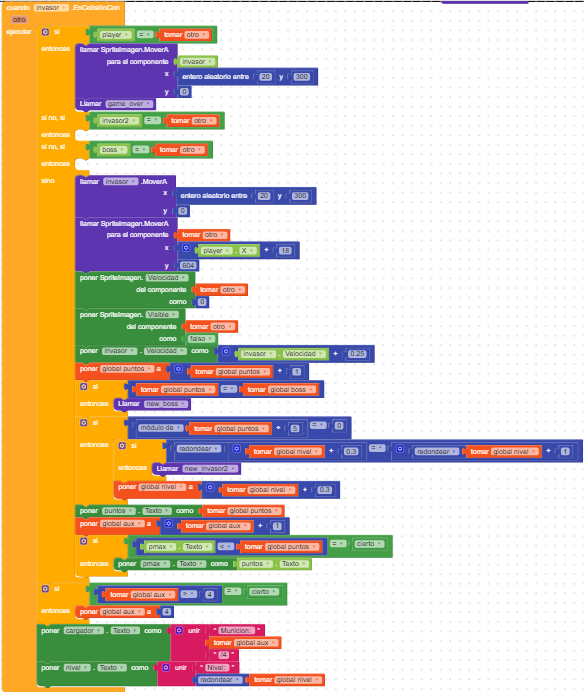 cuando invasor .EnColisiónCon
otro
ejecutar si player = tomar otro
entonces llamar SpriteImagen.MoverA
para el componente invasor
x entero aleatorio entre 20 y 300
y 0
Llamar game_over
si no, si invasor2 = tomar otro
entonces
si no, si boss = tomar otro
entonces
sino llamar invasor .MoverA
x entero aleatorio entre 20 y 300
y 0
llamar SpriteImagen.MoverA
para el componente tomar otro
x player . X + 18
y 604
poner SpriteImagen. Velocidad
del componente tomar otro
como 0
poner SpriteImagen. Visible
del componente tomar otro
como falso
poner invasor . Velocidad como invasor . Velocidad + 0.25
poner global puntos a tomar global puntos + 1
si tomar global puntos = tomar global boss
entonces Llamar new_boss
si módulo de tomar global puntos ÷ 5 = 0
entonces si redondear tomar global nivel + 0.3 = redondear tomar global nivel + 1
entonces Llamar new_invasor2
poner global nivel a tomar global nivel + 0.3
poner puntos . Texto como tomar global puntos
poner global aux a tomar global aux + 1
si pmax . Texto < tomar global puntos = cierto
entonces poner pmax . Texto como puntos . Texto
si tomar global aux > 4 = cierto
entonces poner global aux a 4
poner cargador . Texto como unir " Municion: "
tomar global aux
" /4 "
poner nivel . Texto como unir " Nivel: "
redondear tomar global nivel